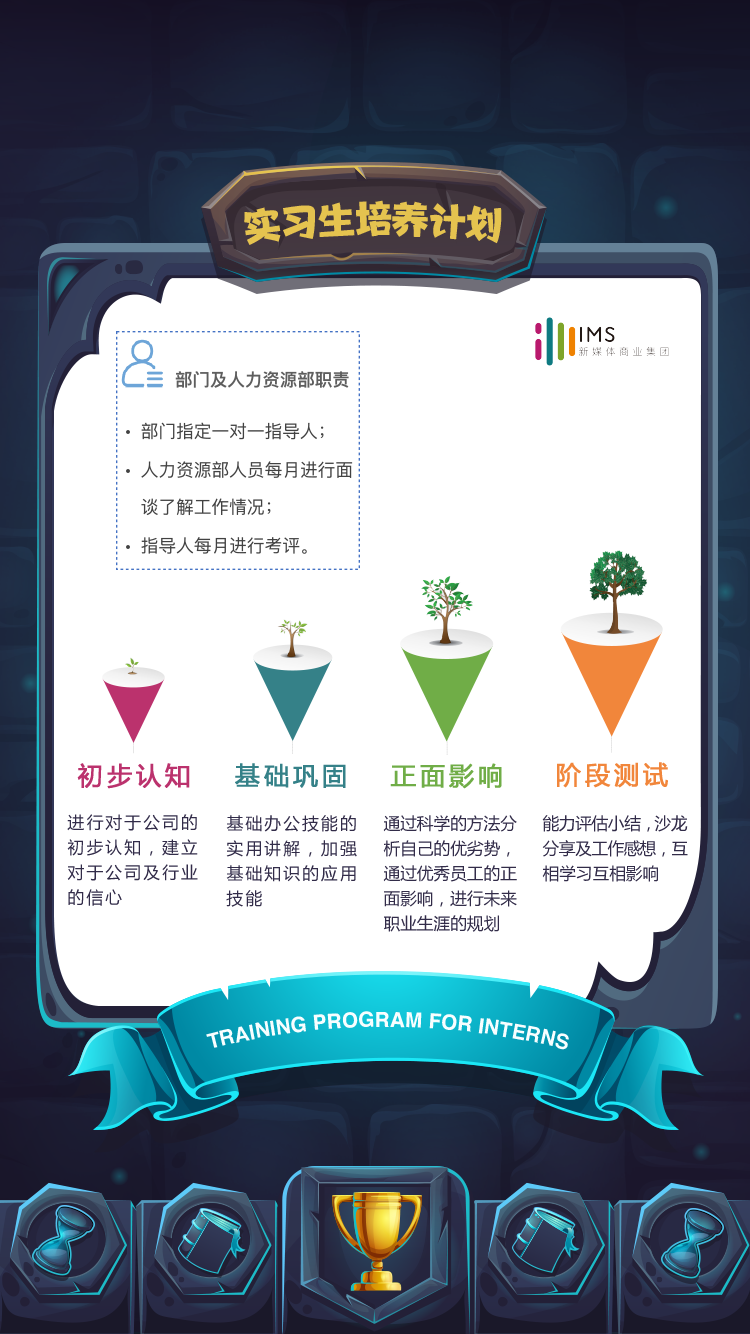 实习生培养计划
IMS
新媒体商业集团
部门及人力资源部职责
• 部门指定一对一指导人；
• 人力资源部人员每月进行面
谈了解工作情况；
• 指导人每月进行考评。
初步认知
进行对于公司的
初步认知，建立
对于公司及行业
的信心
基础巩固
基础办公技能的
实用讲解，加强
基础知识的应用
技能
正面影响
通过科学的方法分
析自己的优劣势，
通过优秀员工的正
面影响，进行未来
职业生涯的规划
阶段测试
能力评估小结，沙龙
分享及工作感想，互
相学习互相影响
TRAINING PROGRAM FOR INTERNS